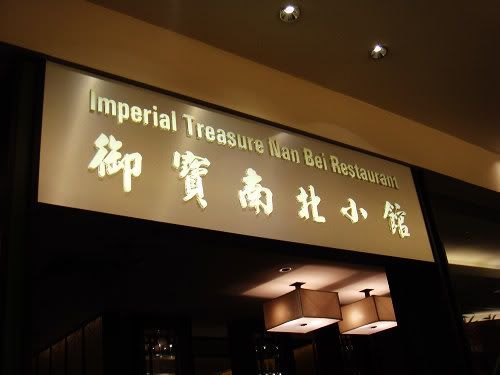 Imperial Treasure Nan Bei Restaurant
御寶南北小館